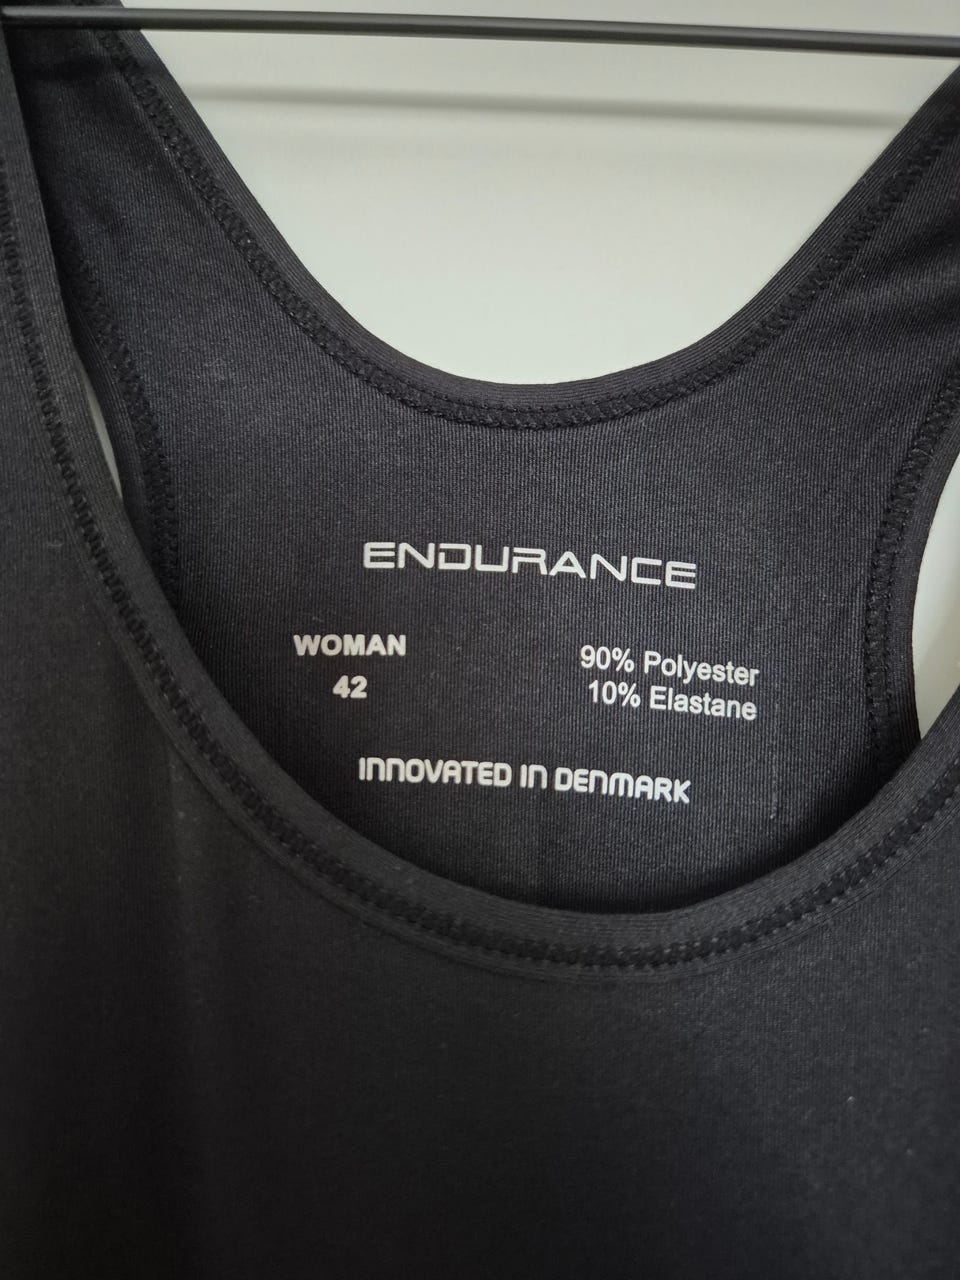 ENDURANCE
WOMAN
42
90% Polyester
10% Elastane
INNOVATED IN DENMARK